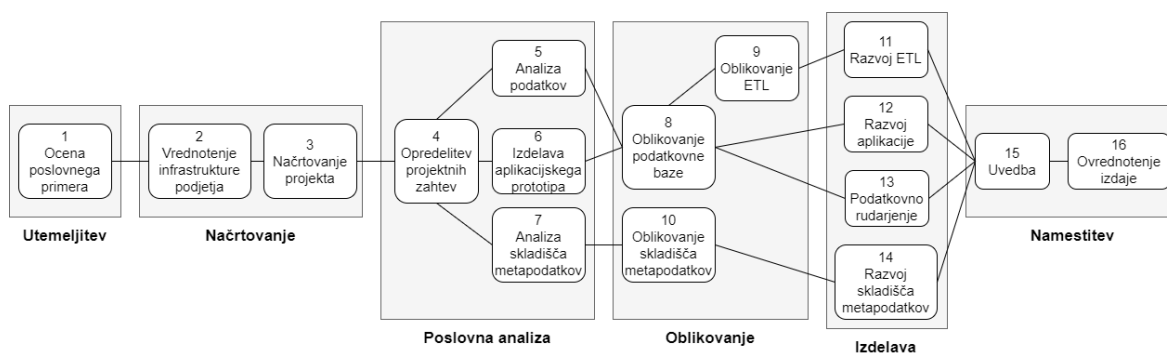 1
Ocena
poslovnega
primera
Utemeljitev
2
Vrednotenje
infrastrukture
podjetja
3
Načrtovanje
projekta
Načrtovanje
4
Opredelitev
projektnih
zahtev
5
Analiza
podatkov
6
Izdelava
aplikacijskega
prototipa
7
Analiza
skladišča
metapodatkov
Poslovna analiza
8
Oblikovanje
podatkovne
baze
9
Oblikovanje
ETL
10
Oblikovanje
skladišča
metapodatkov
Oblikovanje
11
Razvoj ETL
12
Razvoj
aplikacije
13
Podatkovno
rudarjenje
14
Razvoj
skladišča
metapodatkov
Izdelava
15
Uvedba
16
Ovrednotenje
izdaje
Namestitev